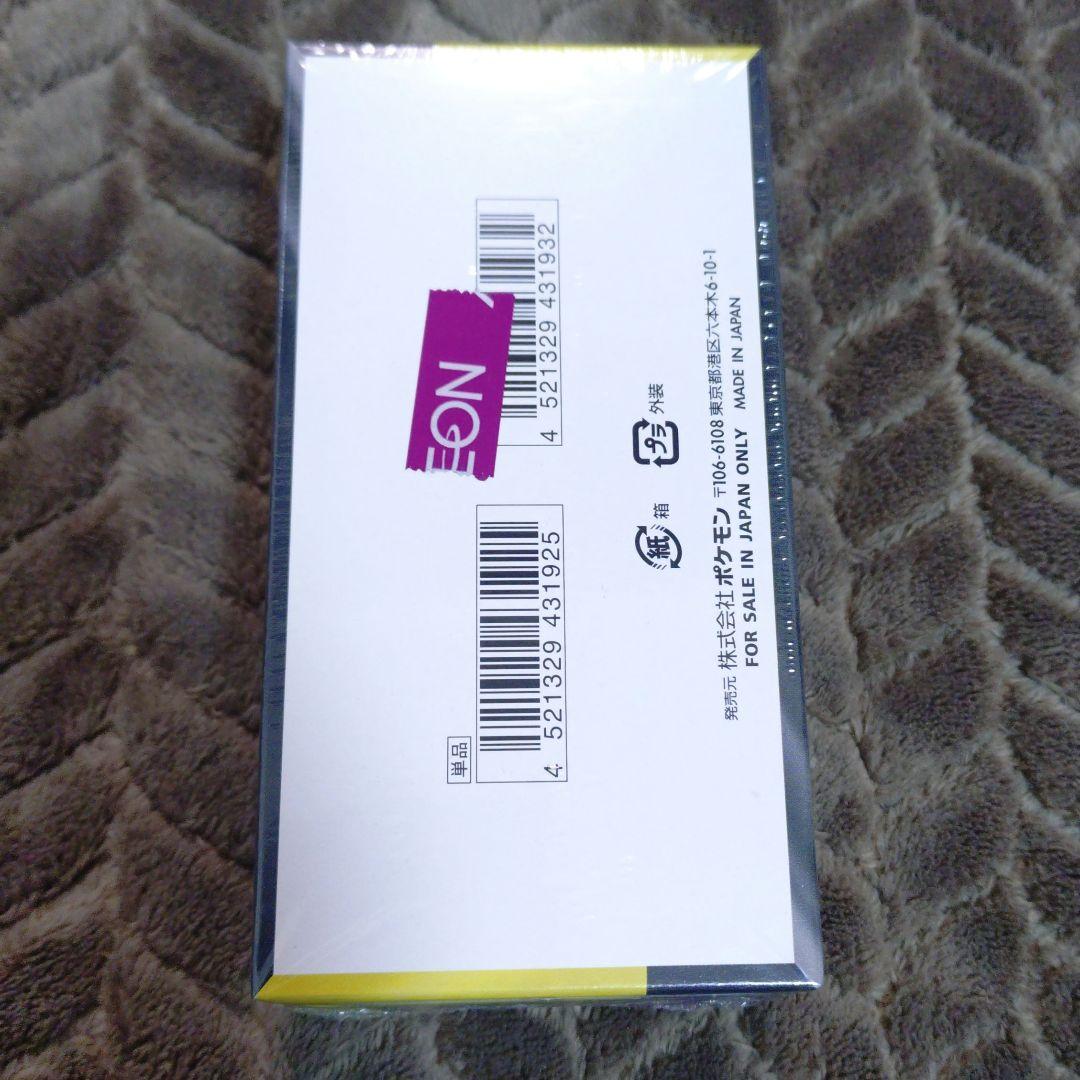 単品
4 521329 431925
4 521329 431932
EON
紙 箱
プラ 外装
発売元 株式会社ポケモン 〒106-6108 東京都港区六本木6-10-1
FOR SALE IN JAPAN ONLY MADE IN JAPAN